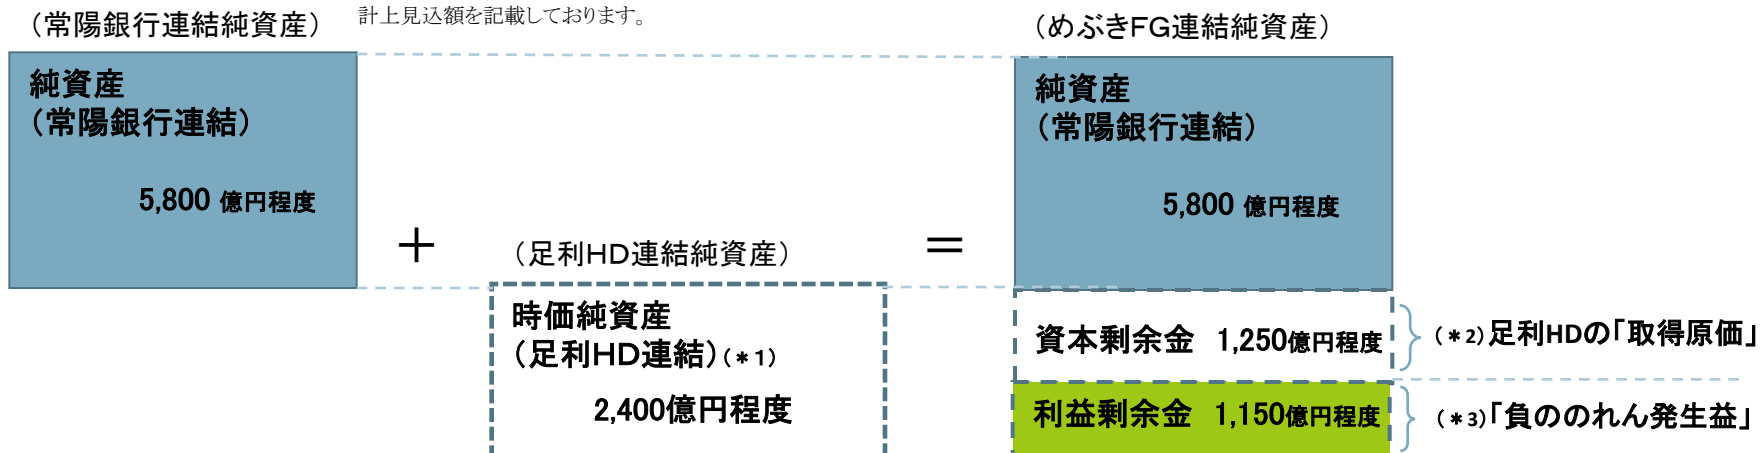 (常陽銀行連結純資産)
計上見込額を記載しております。
純資産
(常陽銀行連結)
5,800 億円程度
+
(足利HD連結純資産)
時価純資産
(足利HD連結)(*1)
2,400億円程度
=
(めぶきFG連結純資産)
純資産
(常陽銀行連結)
5,800 億円程度
資本剰余金 1,250億円程度
(*2)足利HDの「取得原価」
利益剰余金 1,150億円程度
(*3)「負ののれん発生益」